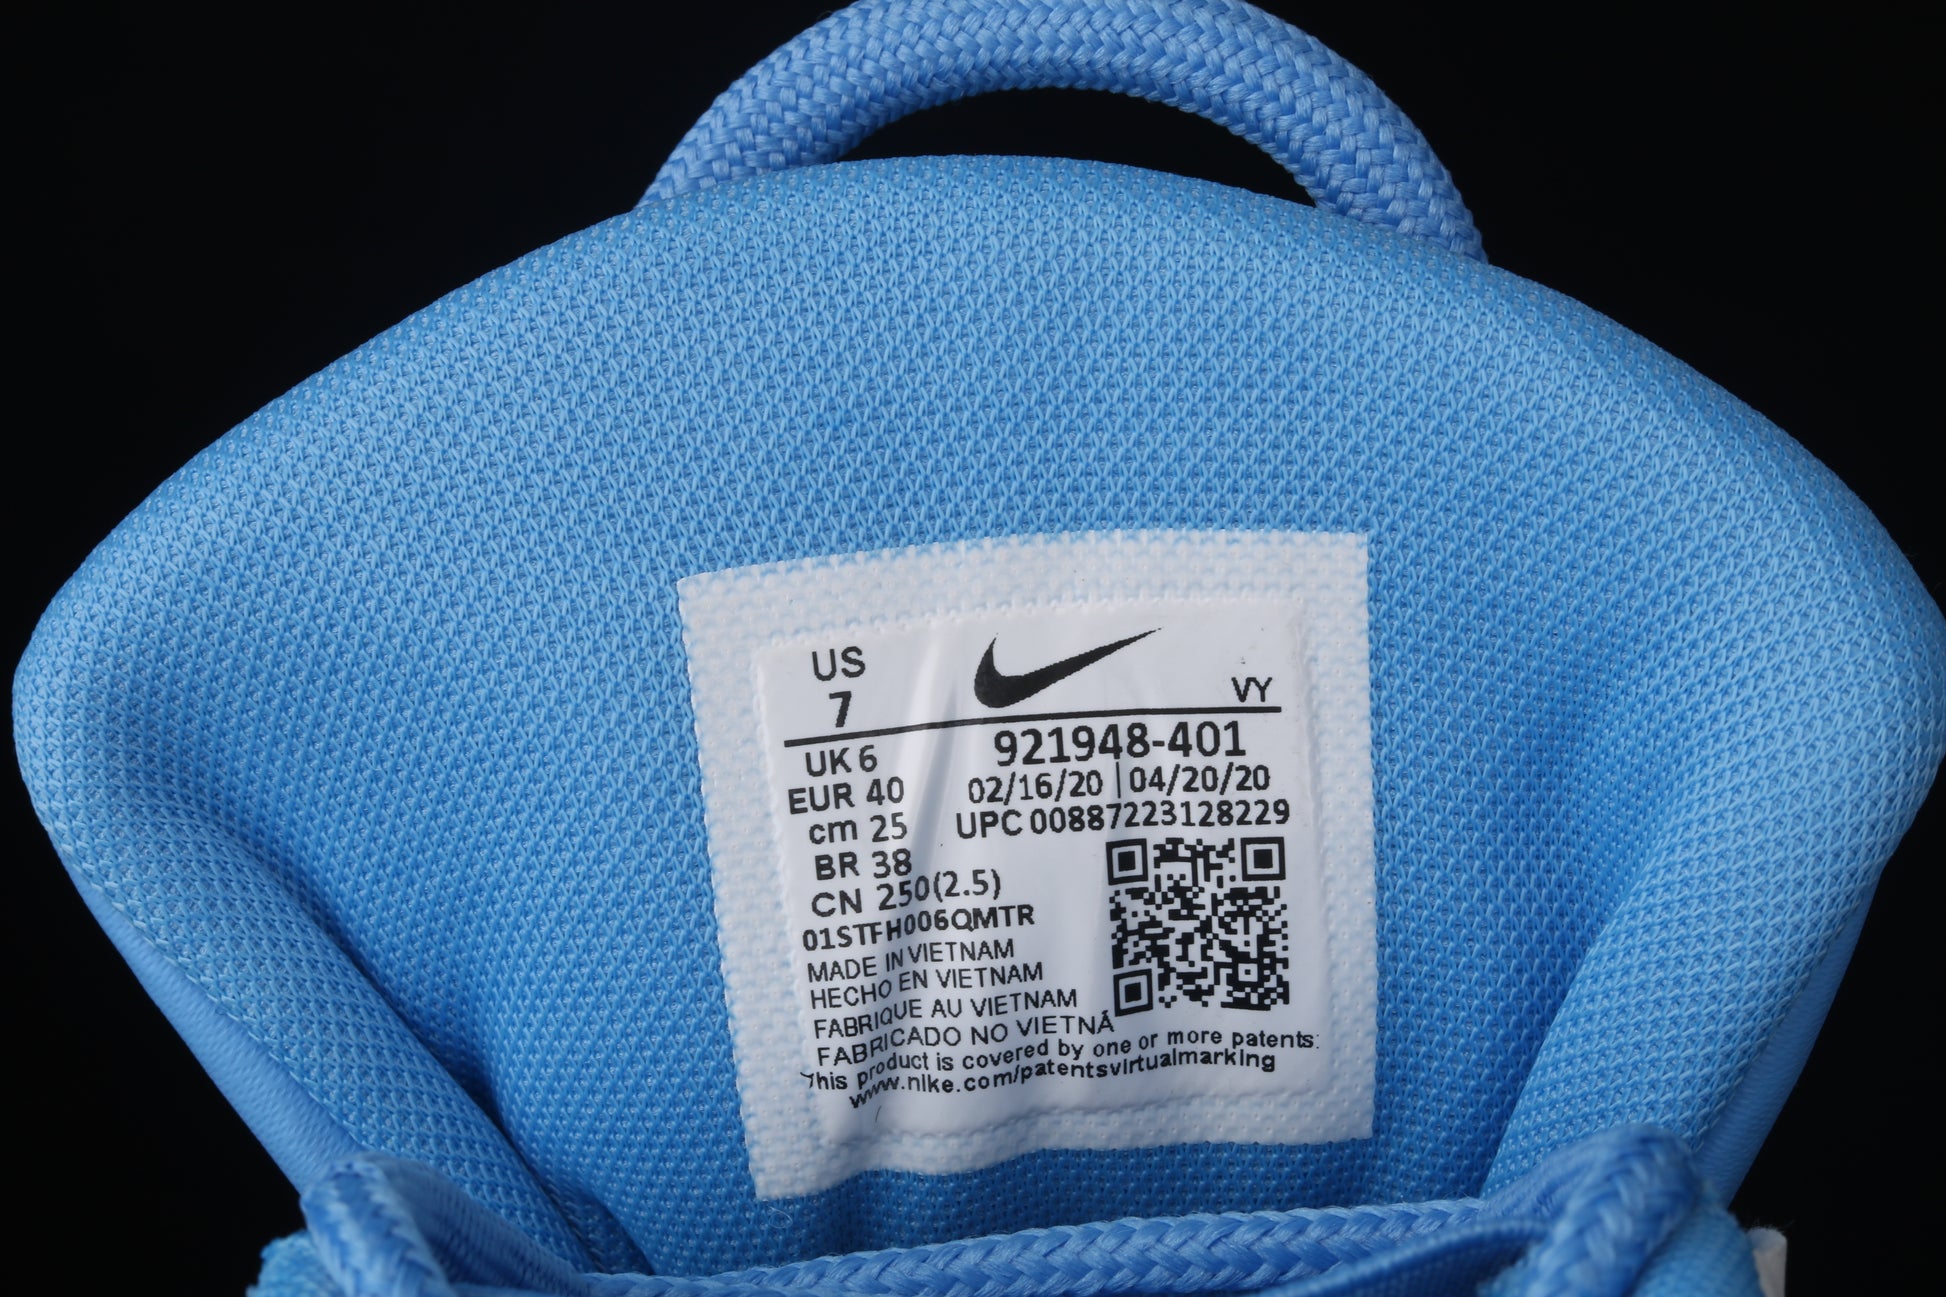 US
7
VY
UK 6
921948-401
EUR 40
02/16/20 | 04/20/20
cm 25
UPC 00887223128229
BR 38
CN 250(2.5)
01STFH006QMTR
MADE IN VIETNAM
HECHO EN VIETNAM
FABRIQUE AU VIETNAM
FABRICADO NO VIETNÃ
This product is covered by one or more patents:
www.nike.com/patentsvirtualmarking